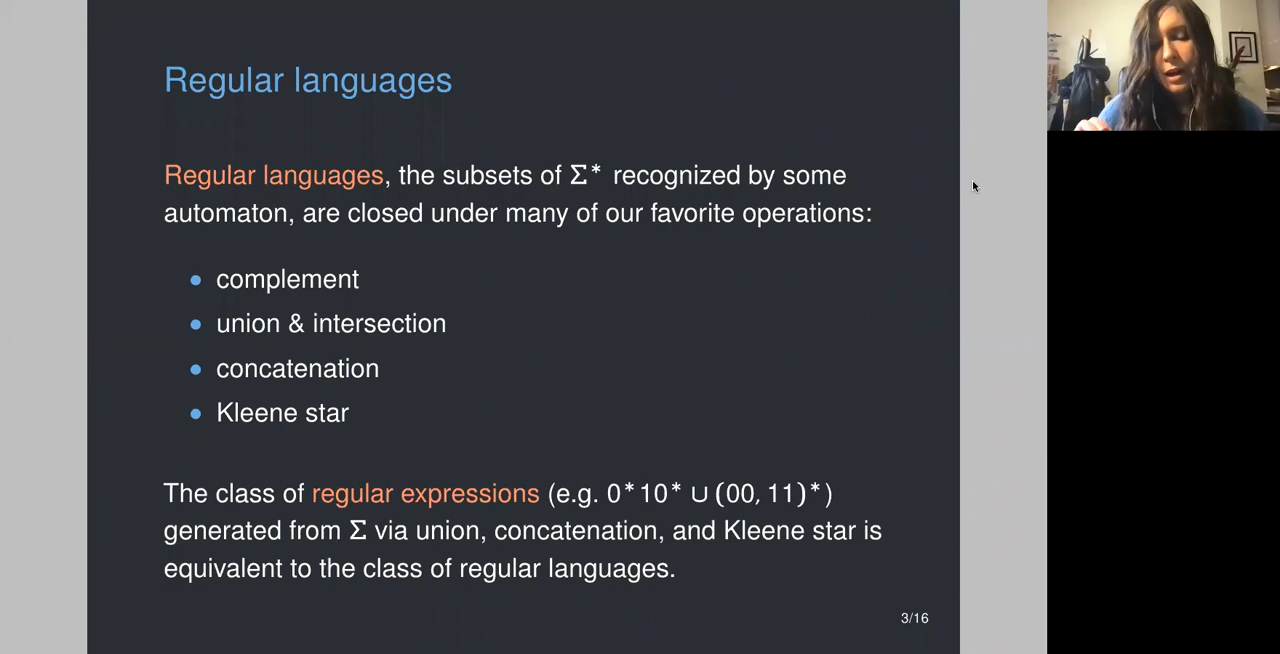 Regular languages
Regular languages, the subsets of Σ* recognized by some
automaton, are closed under many of our favorite operations:
• complement
• union & intersection
• concatenation
• Kleene star
The class of regular expressions (e.g. 0*10* ∪ (00, 11)*)
generated from Σ via union, concatenation, and Kleene star is
equivalent to the class of regular languages.
3/16